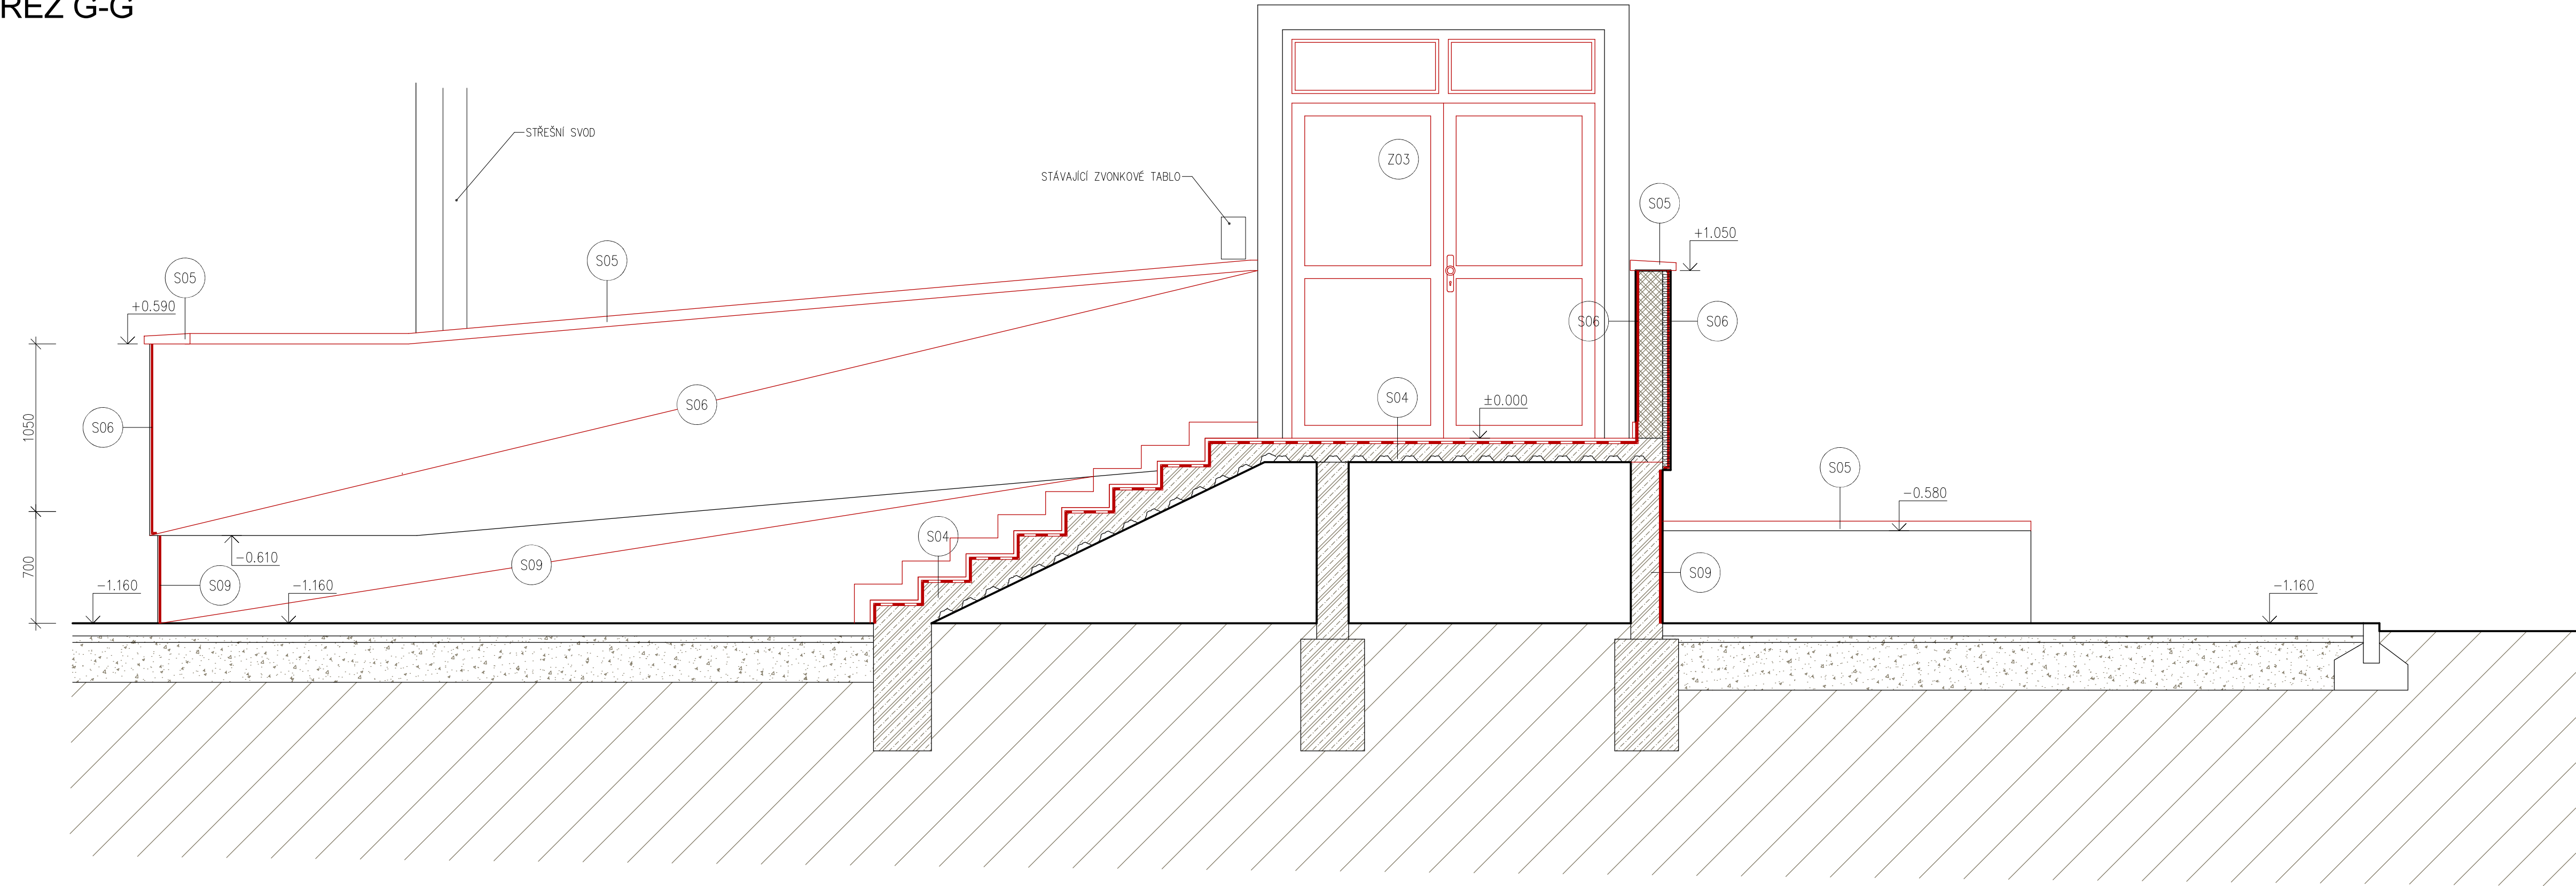 ŘEZ G-G
STŘEŠNÍ SVOD
STÁVAJÍCÍ ZVONKOVÉ TABLO
Z03
S05
+1.050
S05
S05
+0.590
S06
S06
S06
S04
±0.000
S06
1050
S05
-0.580
S04
-0.610
S09
S09
S09
700
-1.160
-1.160
-1.160